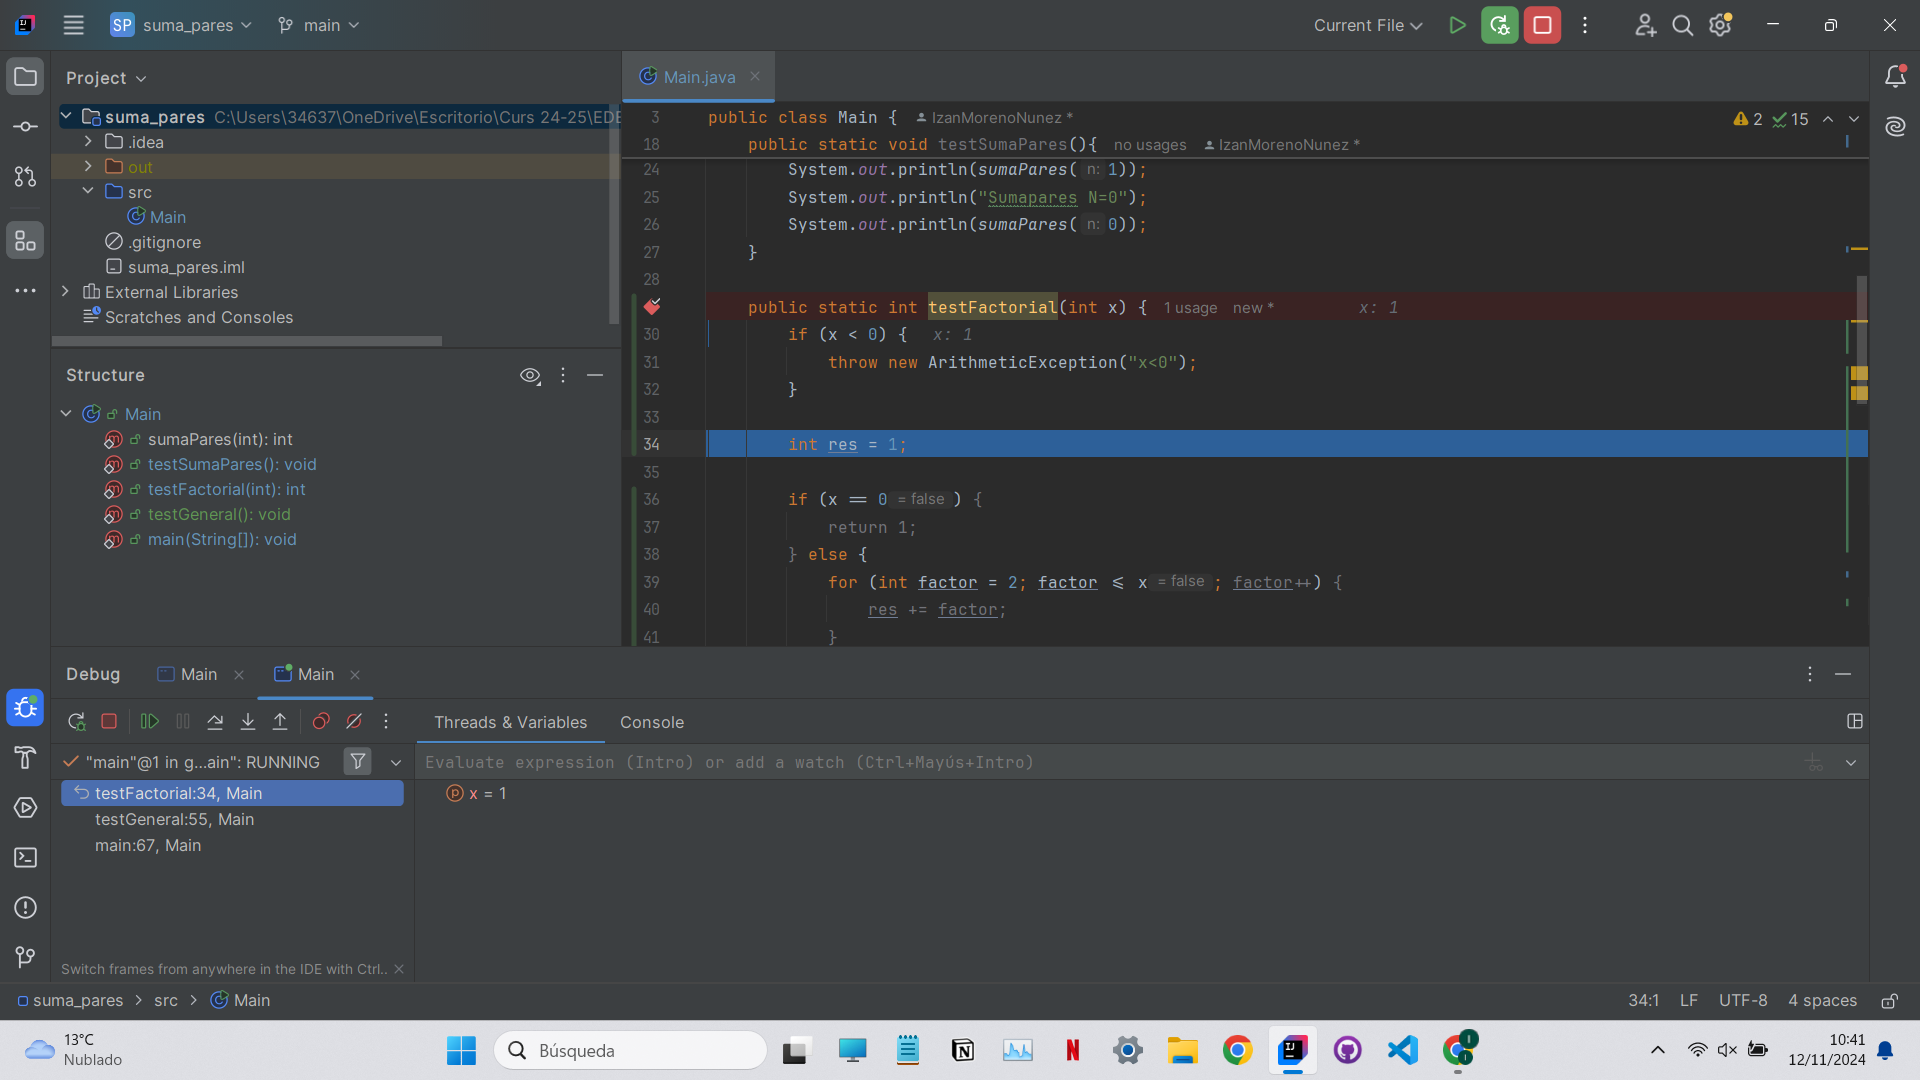 SP suma_pares main Current File
Project
suma_pares C:\Users\34637\OneDrive\Escritorio\Curs 24-25\EDE
.idea
out
src
Main
.gitignore
suma_pares.iml
External Libraries
Scratches and Consoles
Structure
Main
sumaPares(int): int
testSumaPares(): void
testFactorial(int): int
testGeneral(): void
main(String[]): void
Main.java
2 15
3 public class Main { IzanMorenoNunez *
18 public static void testSumaPares(){ no usages IzanMorenoNunez *
24 System.out.println(sumaPares( n: 1));
25 System.out.println("Sumapares N=0");
26 System.out.println(sumaPares( n: 0));
27 }
28
public static int testFactorial(int x) { 1 usage new * x: 1
30 if (x < 0) { x: 1
31 throw new ArithmeticException("x<0");
32 }
33
34 int res = 1;
35
36 if (x == 0 = false ) {
37 return 1;
38 } else {
39 for (int factor = 2; factor <= x = false ; factor++) {
40 res += factor;
41 }
Debug Main Main
Threads & Variables Console
"main"@1 in g...ain": RUNNING
Evaluate expression (Intro) or add a watch (Ctrl+Mayús+Intro)
testFactorial:34, Main
testGeneral:55, Main
main:67, Main
p x = 1
Switch frames from anywhere in the IDE with Ctrl..
suma_pares > src > Main 34:1 LF UTF-8 4 spaces
13°C
Nublado
Búsqueda
10:41
12/11/2024